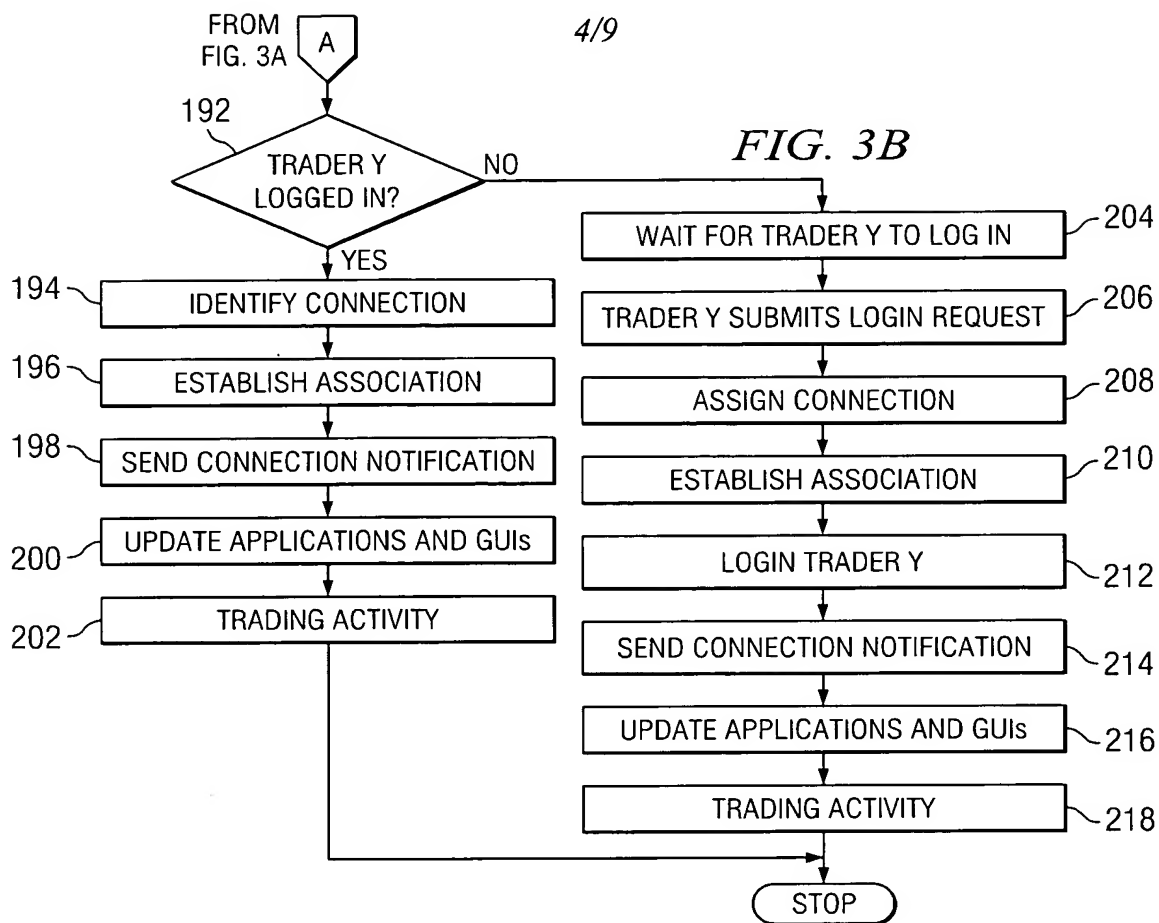 FROM
FIG. 3A
A
4/9
192
TRADER Y
LOGGED IN?
NO
YES
FIG. 3B
194
IDENTIFY CONNECTION
196
ESTABLISH ASSOCIATION
198
SEND CONNECTION NOTIFICATION
200
UPDATE APPLICATIONS AND GUIs
202
TRADING ACTIVITY
WAIT FOR TRADER Y TO LOG IN
204
TRADER Y SUBMITS LOGIN REQUEST
206
ASSIGN CONNECTION
208
ESTABLISH ASSOCIATION
210
LOGIN TRADER Y
212
SEND CONNECTION NOTIFICATION
214
UPDATE APPLICATIONS AND GUIs
216
TRADING ACTIVITY
218
STOP